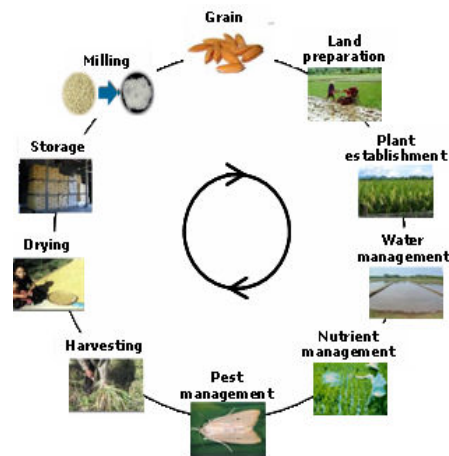 Grain
Land
preparation
Plant
establishment
Water
management
Nutrient
management
Pest
management
Harvesting
Drying
Storage
Milling